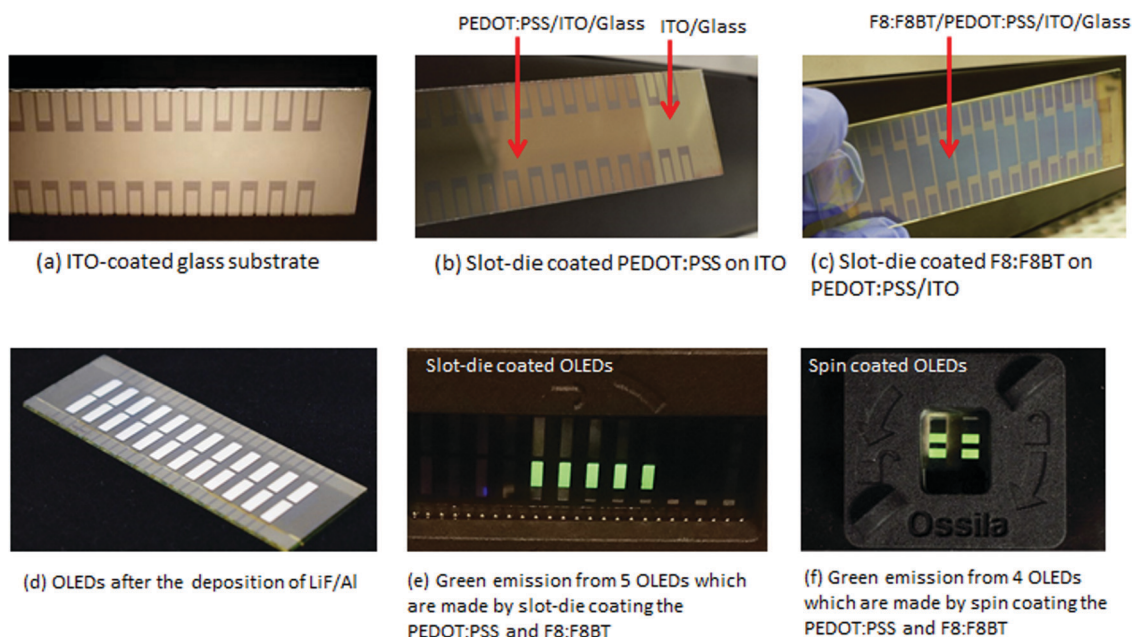 PEDOT:PSS/ITO/Glass
ITO/Glass
F8:F8BT/PEDOT:PSS/ITO/Glass
(a) ITO-coated glass substrate
(b) Slot-die coated PEDOT:PSS on ITO
(c) Slot-die coated F8:F8BT on
PEDOT:PSS/ITO
Slot-die coated OLEDs
Spin coated OLEDs
Ossila
(d) OLEDs after the deposition of LiF/Al
(e) Green emission from 5 OLEDs which
are made by slot-die coating the
PEDOT:PSS and F8:F8BT
(f) Green emission from 4 OLEDs
which are made by spin coating the
PEDOT:PSS and F8:F8BT